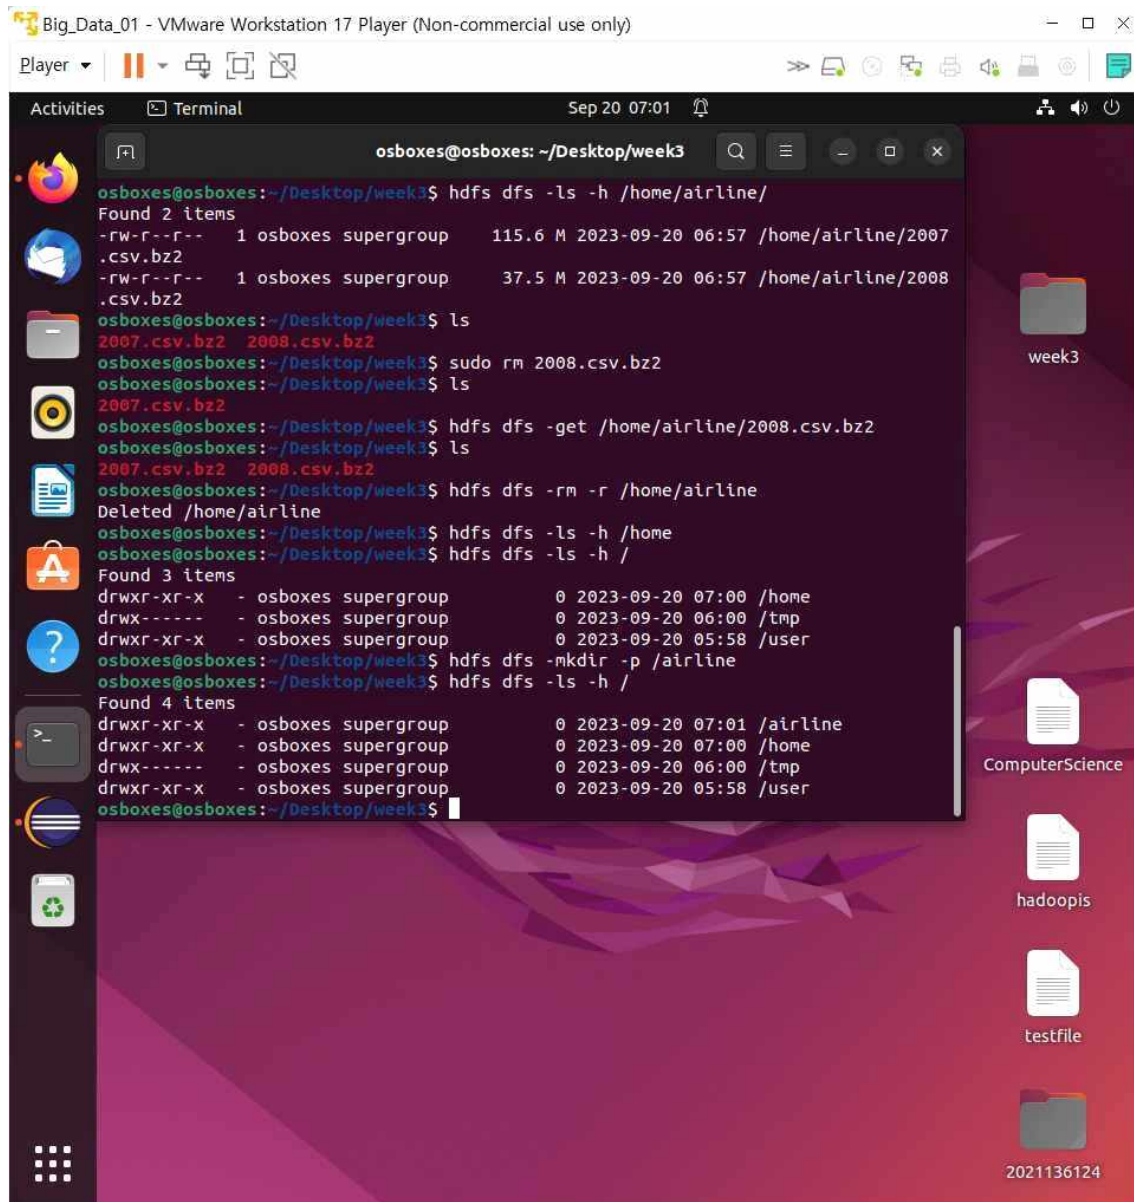 Big_Data_01 - VMware Workstation 17 Player (Non-commercial use only)
Player
Activities Terminal Sep 20 07:01
osboxes@osboxes: ~/Desktop/week3
osboxes@osboxes:~/Desktop/week3$ hdfs dfs -ls -h /home/airline/
Found 2 items
-rw-r--r--   1 osboxes supergroup    115.6 M 2023-09-20 06:57 /home/airline/2007
.csv.bz2
-rw-r--r--   1 osboxes supergroup     37.5 M 2023-09-20 06:57 /home/airline/2008
.csv.bz2
osboxes@osboxes:~/Desktop/week3$ ls
2007.csv.bz2  2008.csv.bz2
osboxes@osboxes:~/Desktop/week3$ sudo rm 2008.csv.bz2
osboxes@osboxes:~/Desktop/week3$ ls
2007.csv.bz2
osboxes@osboxes:~/Desktop/week3$ hdfs dfs -get /home/airline/2008.csv.bz2
osboxes@osboxes:~/Desktop/week3$ ls
2007.csv.bz2  2008.csv.bz2
osboxes@osboxes:~/Desktop/week3$ hdfs dfs -rm -r /home/airline
Deleted /home/airline
osboxes@osboxes:~/Desktop/week3$ hdfs dfs -ls -h /home
osboxes@osboxes:~/Desktop/week3$ hdfs dfs -ls -h /
Found 3 items
drwxr-xr-x   - osboxes supergroup          0 2023-09-20 07:00 /home
drwx------   - osboxes supergroup          0 2023-09-20 06:00 /tmp
drwxr-xr-x   - osboxes supergroup          0 2023-09-20 05:58 /user
osboxes@osboxes:~/Desktop/week3$ hdfs dfs -mkdir -p /airline
osboxes@osboxes:~/Desktop/week3$ hdfs dfs -ls -h /
Found 4 items
drwxr-xr-x   - osboxes supergroup          0 2023-09-20 07:01 /airline
drwxr-xr-x   - osboxes supergroup          0 2023-09-20 07:00 /home
drwx------   - osboxes supergroup          0 2023-09-20 06:00 /tmp
drwxr-xr-x   - osboxes supergroup          0 2023-09-20 05:58 /user
osboxes@osboxes:~/Desktop/week3$
week3
ComputerScience
hadoopis
testfile
2021136124